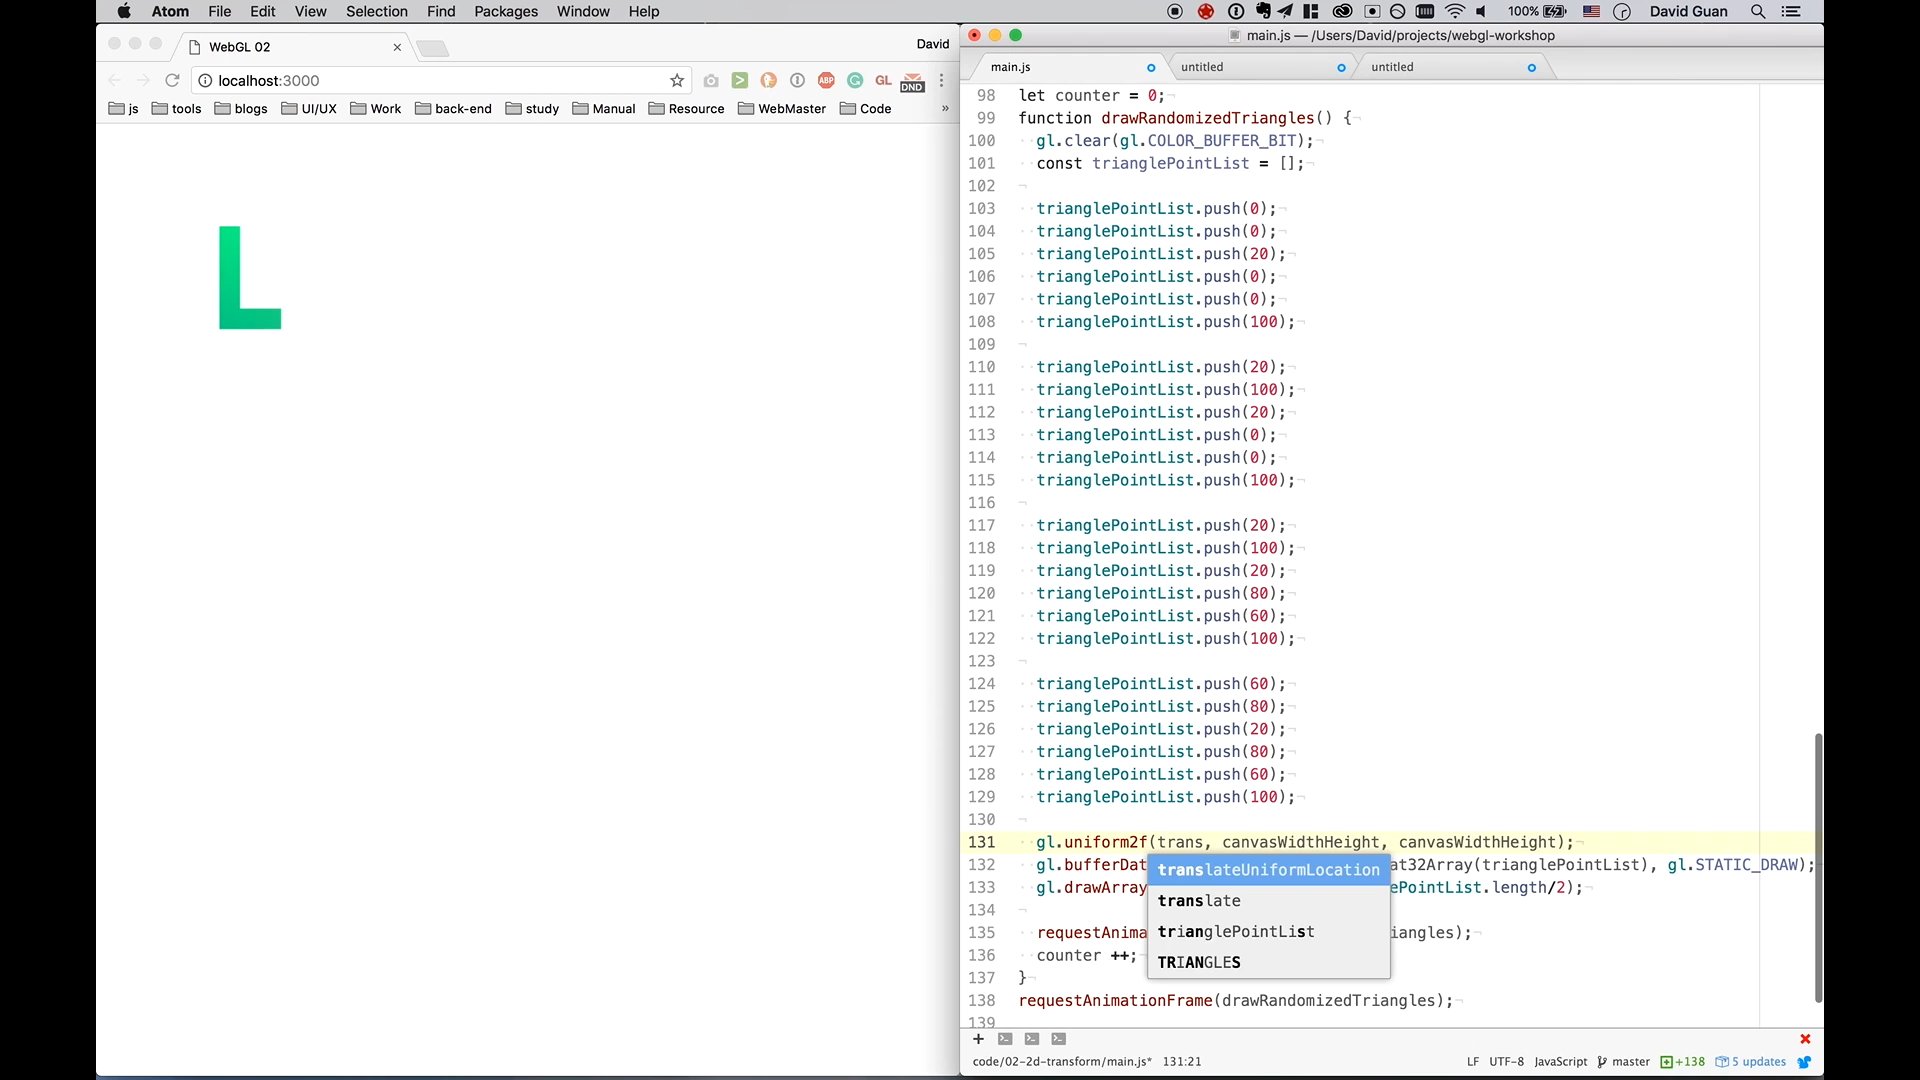 Atom File Edit View Selection Find Packages Window Help 100% David Guan
WebGL 02
David
localhost:3000
ABP GL DND
js tools blogs UI/UX Work back-end study Manual Resource WebMaster Code »
main.js — /Users/David/projects/webgl-workshop
main.js untitled untitled
98 let counter = 0;
99 function drawRandomizedTriangles() {
100 gl.clear(gl.COLOR_BUFFER_BIT);
101 const trianglePointList = [];
102
103 trianglePointList.push(0);
104 trianglePointList.push(0);
105 trianglePointList.push(20);
106 trianglePointList.push(0);
107 trianglePointList.push(0);
108 trianglePointList.push(100);
109
110 trianglePointList.push(20);
111 trianglePointList.push(100);
112 trianglePointList.push(20);
113 trianglePointList.push(0);
114 trianglePointList.push(0);
115 trianglePointList.push(100);
116
117 trianglePointList.push(20);
118 trianglePointList.push(100);
119 trianglePointList.push(20);
120 trianglePointList.push(80);
121 trianglePointList.push(60);
122 trianglePointList.push(100);
123
124 trianglePointList.push(60);
125 trianglePointList.push(80);
126 trianglePointList.push(20);
127 trianglePointList.push(80);
128 trianglePointList.push(60);
129 trianglePointList.push(100);
130
131 gl.uniform2f(trans, canvasWidthHeight, canvasWidthHeight);
132 gl.bufferDat at32Array(trianglePointList), gl.STATIC_DRAW);
133 gl.drawArray ePointList.length/2);
134
135 requestAnima iangles);
136 counter ++;
137 }
138 requestAnimationFrame(drawRandomizedTriangles);
139
translateUniformLocation
translate
trianglePointList
TRIANGLES
code/02-2d-transform/main.js* 131:21 LF UTF-8 JavaScript master +138 5 updates